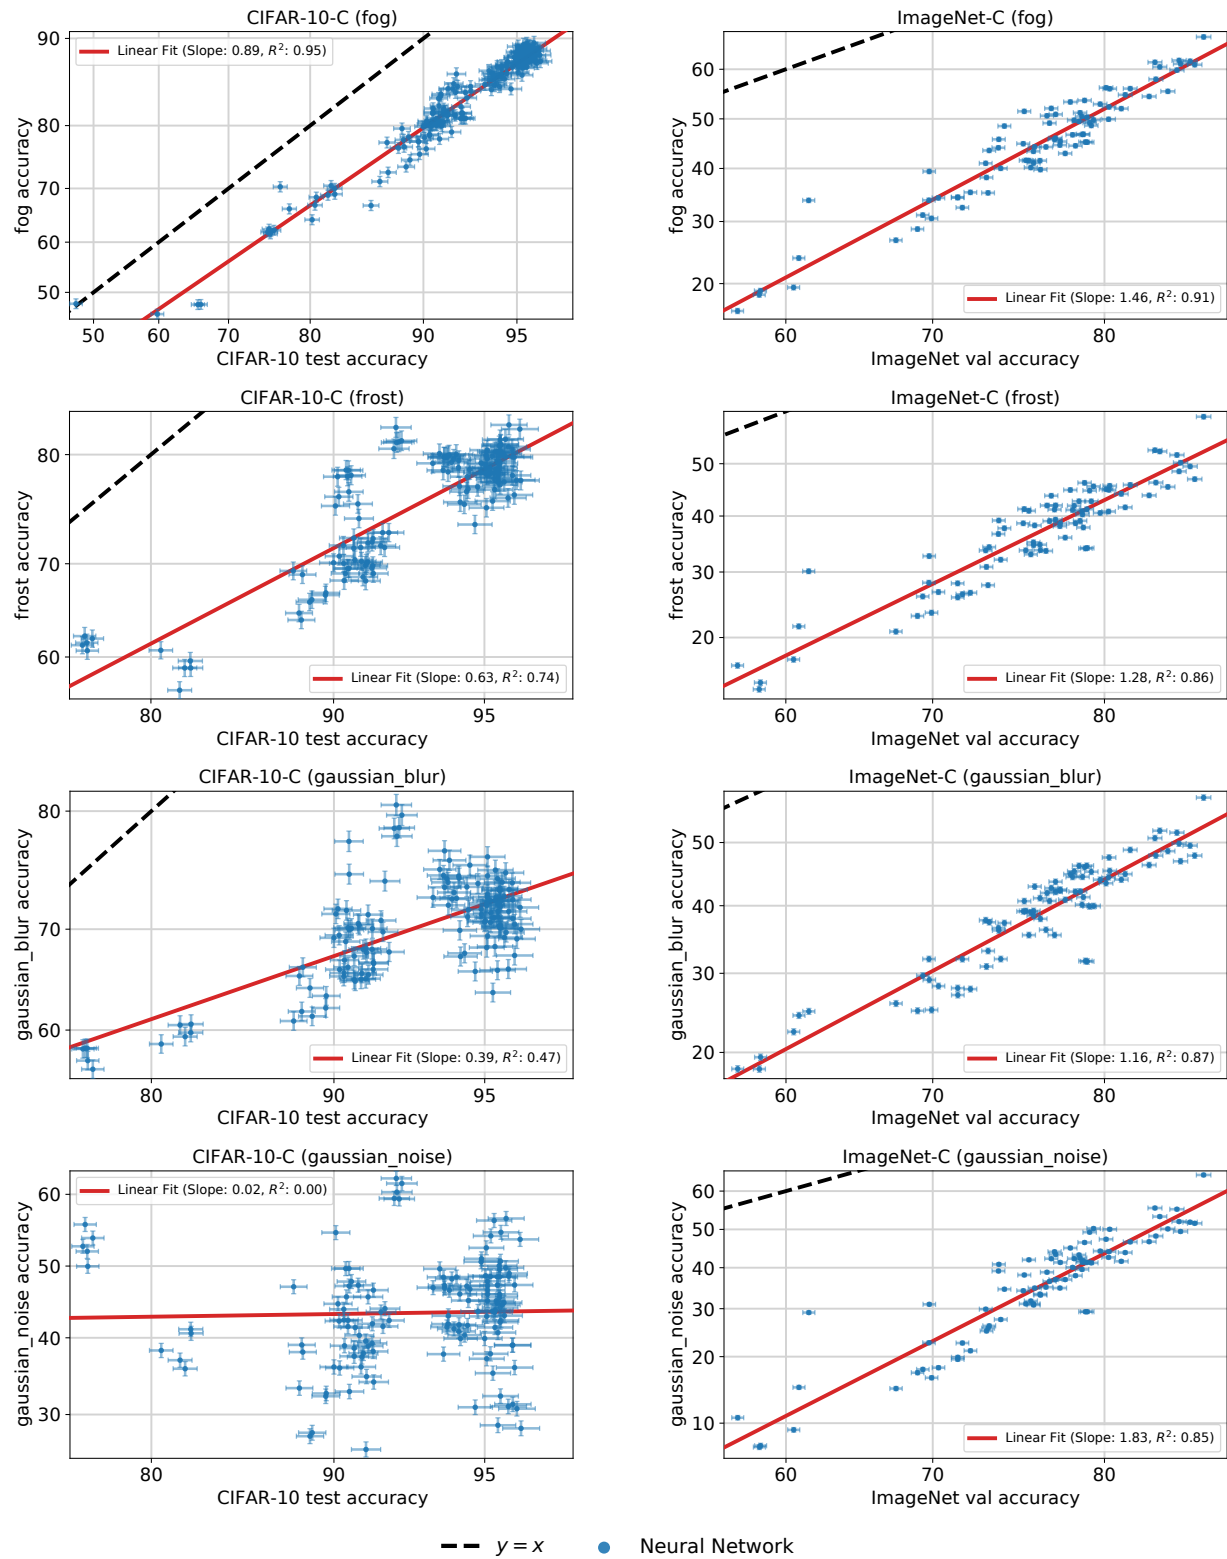 CIFAR-10-C (fog)
90
80
70
60
50
fog accuracy
Linear Fit (Slope: 0.89, R²: 0.95)
50 60 70 80 90 95
CIFAR-10 test accuracy
ImageNet-C (fog)
60
50
40
30
20
fog accuracy
Linear Fit (Slope: 1.46, R²: 0.91)
60 70 80
ImageNet val accuracy
CIFAR-10-C (frost)
80
70
60
frost accuracy
Linear Fit (Slope: 0.63, R²: 0.74)
80 90 95
CIFAR-10 test accuracy
ImageNet-C (frost)
50
40
30
20
frost accuracy
Linear Fit (Slope: 1.28, R²: 0.86)
60 70 80
ImageNet val accuracy
CIFAR-10-C (gaussian_blur)
80
70
60
gaussian_blur accuracy
Linear Fit (Slope: 0.39, R²: 0.47)
80 90 95
CIFAR-10 test accuracy
ImageNet-C (gaussian_blur)
50
40
30
20
gaussian_blur accuracy
Linear Fit (Slope: 1.16, R²: 0.87)
60 70 80
ImageNet val accuracy
CIFAR-10-C (gaussian_noise)
60
50
40
30
gaussian_noise accuracy
Linear Fit (Slope: 0.02, R²: 0.00)
80 90 95
CIFAR-10 test accuracy
ImageNet-C (gaussian_noise)
60
50
40
30
20
10
gaussian_noise accuracy
Linear Fit (Slope: 1.83, R²: 0.85)
60 70 80
ImageNet val accuracy
y = x Neural Network